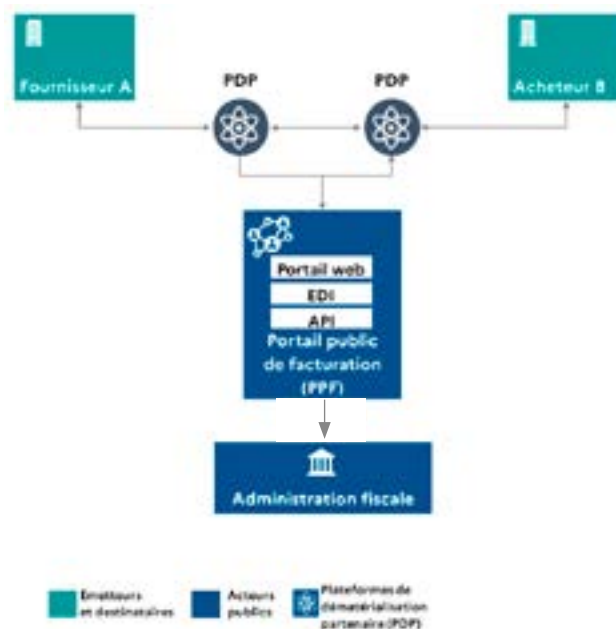 Fournisseur A
PDP
PDP
Acheteur B
Portail web
EDI
API
Portail public
de facturation
(PPF)
Administration fiscale
Emetteurs
et destinataires
Acteurs
publics
Plateformes de
dématérialisation
partenaire (PDP)